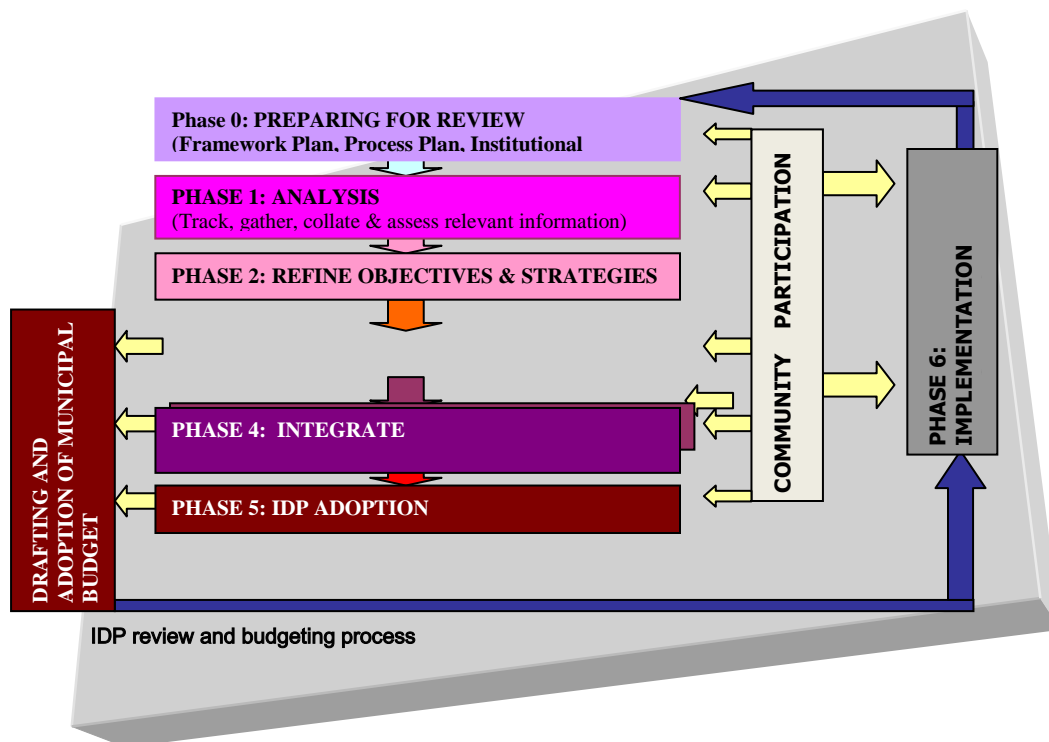 Phase 0: PREPARING FOR REVIEW
(Framework Plan, Process Plan, Institutional
PHASE 1: ANALYSIS
(Track, gather, collate & assess relevant information)
PHASE 2: REFINE OBJECTIVES & STRATEGIES
PHASE 4: INTEGRATE
PHASE 5: IDP ADOPTION
DRAFTING AND
ADOPTION OF MUNICIPAL
BUDGET
COMMUNITY PARTICIPATION
PHASE 6:
IMPLEMENTATION
IDP review and budgeting process